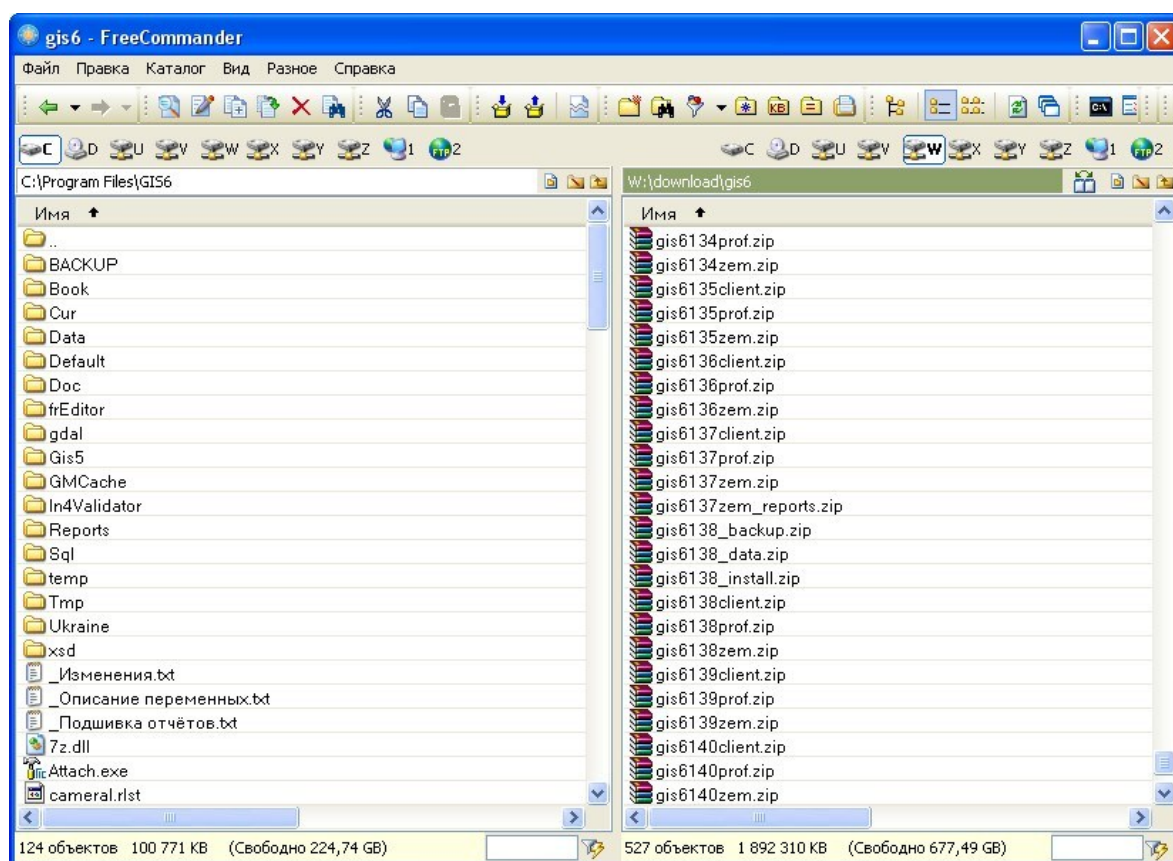 gis6 - FreeCommander
Файл Правка Каталог Вид Разное Справка
C D U V W X Y Z 1 FTP 2
C D U V W X Y Z 1 FTP 2
C:\Program Files\GIS6
Имя
..
BACKUP
Book
Cur
Data
Default
Doc
frEditor
gdal
Gis5
GMCache
In4Validator
Reports
Sql
temp
Tmp
Ukraine
xsd
_Изменения.txt
_Описание переменных.txt
_Подшивка отчётов.txt
7z.dll
Attach.exe
cameral.rlst
124 объектов 100 771 KB (Свободно 224,74 GB)
W:\download\gis6
Имя
gis6134prof.zip
gis6134zem.zip
gis6135client.zip
gis6135prof.zip
gis6135zem.zip
gis6136client.zip
gis6136prof.zip
gis6136zem.zip
gis6137client.zip
gis6137prof.zip
gis6137zem.zip
gis6137zem_reports.zip
gis6138_backup.zip
gis6138_data.zip
gis6138_install.zip
gis6138client.zip
gis6138prof.zip
gis6138zem.zip
gis6139client.zip
gis6139prof.zip
gis6139zem.zip
gis6140client.zip
gis6140prof.zip
gis6140zem.zip
527 объектов 1 892 310 KB (Свободно 677,49 GB)